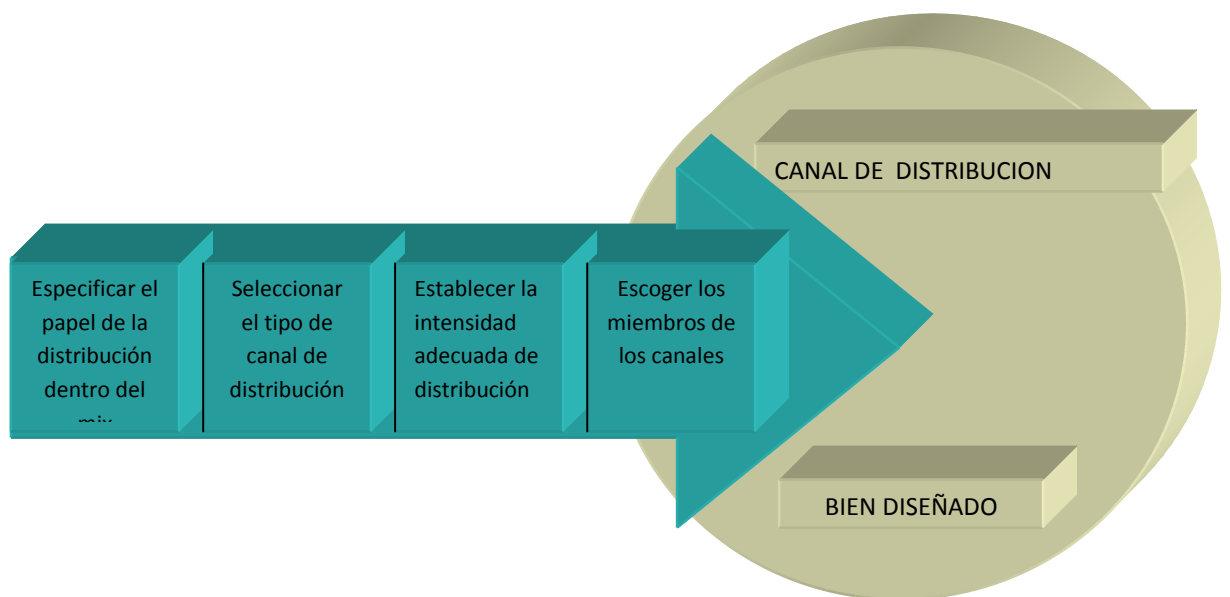 CANAL DE DISTRIBUCION
Especificar el
papel de la
distribución
dentro del
Seleccionar
el tipo de
canal de
distribución
Establecer la
intensidad
adecuada de
distribución
Escoger los
miembros de
los canales
BIEN DISEÑADO